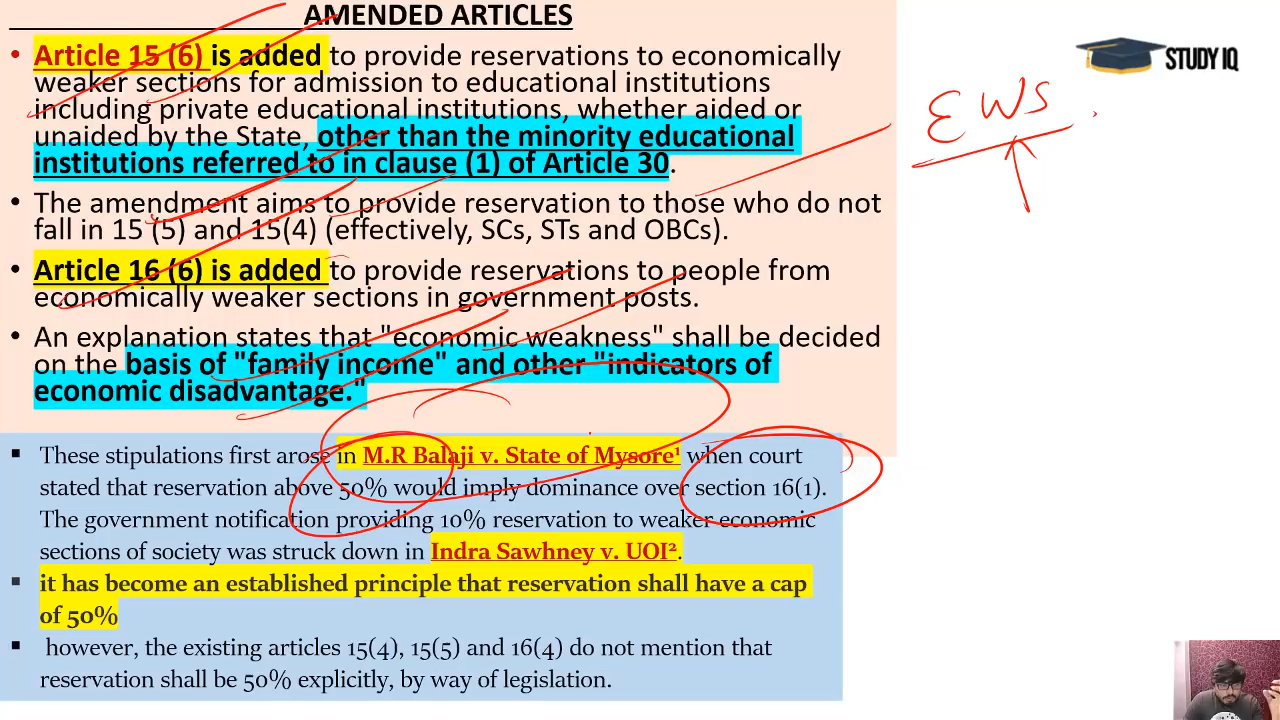 AMENDED ARTICLES
• Article 15 (6) is added to provide reservations to economically
weaker sections for admission to educational institutions
including private educational institutions, whether aided or
unaided by the State, other than the minority educational
institutions referred to in clause (1) of Article 30.
• The amendment aims to provide reservation to those who do not
fall in 15 (5) and 15(4) (effectively, SCs, STs and OBCs).
• Article 16 (6) is added to provide reservations to people from
economically weaker sections in government posts.
• An explanation states that "economic weakness" shall be decided
on the basis of "family income" and other "indicators of
economic disadvantage."
▪ These stipulations first arose in M.R Balaji v. State of Mysore¹ when court
stated that reservation above 50% would imply dominance over section 16(1).
The government notification providing 10% reservation to weaker economic
sections of society was struck down in Indra Sawhney v. UOI².
▪ it has become an established principle that reservation shall have a cap
of 50%
▪ however, the existing articles 15(4), 15(5) and 16(4) do not mention that
reservation shall be 50% explicitly, by way of legislation.
STUDY IQ
EWS